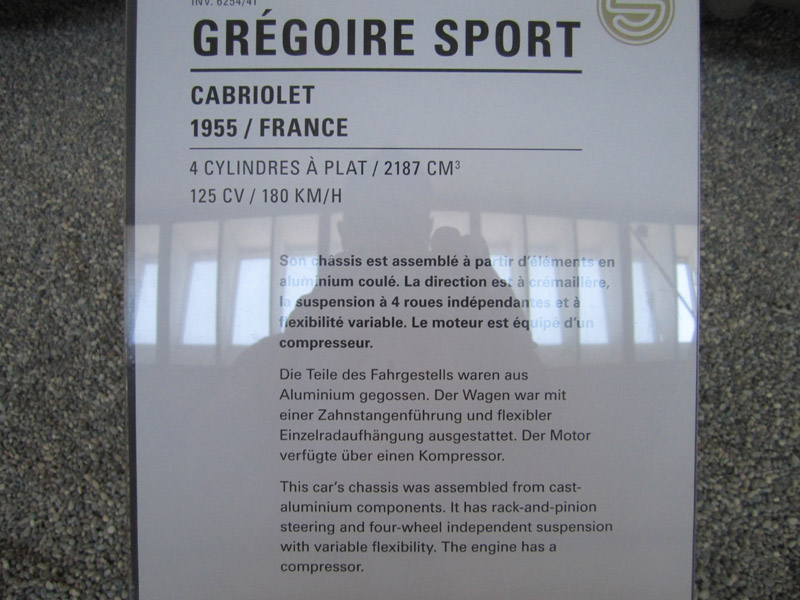 INV. 6254/41
GRÉGOIRE SPORT
CABRIOLET
1955 / FRANCE
4 CYLINDRES À PLAT / 2187 CM³
125 CV / 180 KM/H
Son châssis est assemblé à partir d'éléments en
aluminium coulé. La direction est à crémaillère,
la suspension à 4 roues indépendantes et à
flexibilité variable. Le moteur est équipé d'un
compresseur.
Die Teile des Fahrgestells waren aus
Aluminium gegossen. Der Wagen war mit
einer Zahnstangenführung und flexibler
Einzelradaufhängung ausgestattet. Der Motor
verfügte über einen Kompressor.
This car's chassis was assembled from cast-
aluminium components. It has rack-and-pinion
steering and four-wheel independent suspension
with variable flexibility. The engine has a
compressor.